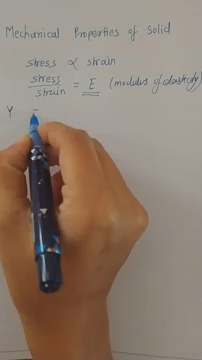 Mechanical Properties of Solid
stress ∝ strain
stress
strain = E (modulus of elasticity)
Y =